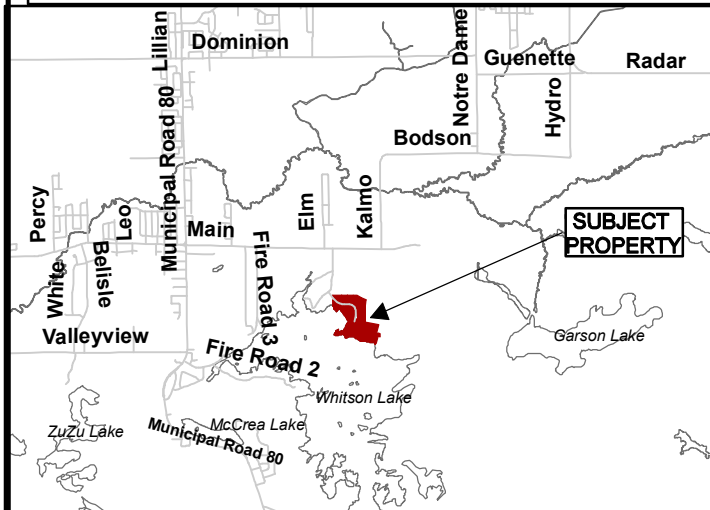 Dominion
Lillian
Municipal Road 80
Notre Dame
Guenette
Radar
Hydro
Bodson
Percy
White
Belisle
Leo
Main
Elm
Kalmo
SUBJECT
PROPERTY
Fire Road 3
Valleyview
Fire Road 2
Garson Lake
Whitson Lake
ZuZu Lake
McCrea Lake
Municipal Road 80